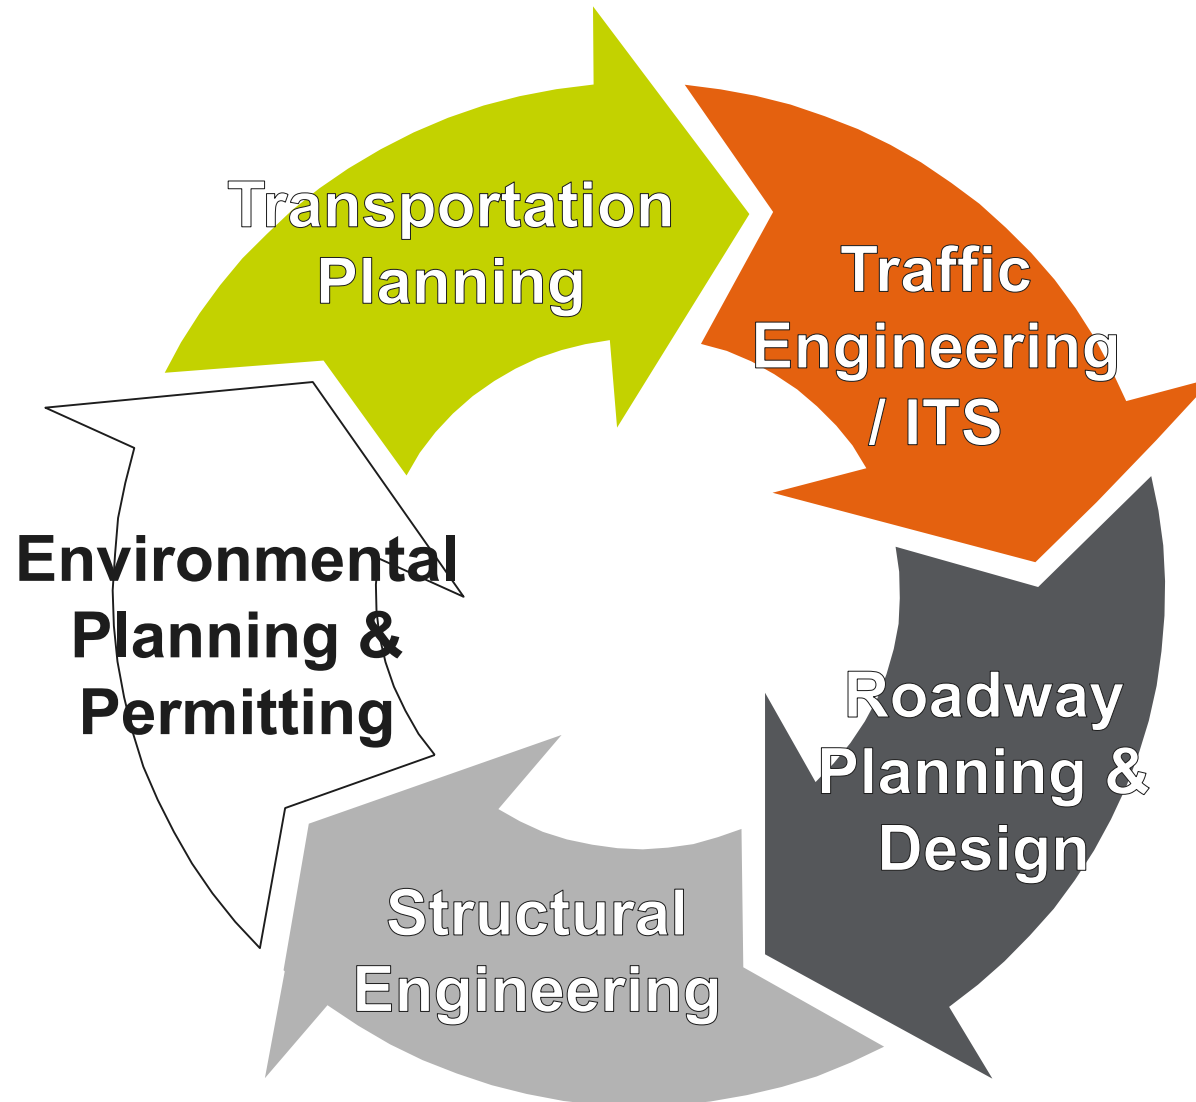 Transportation
Planning
Traffic
Engineering
/ ITS
Roadway
Planning &
Design
Structural
Engineering
Environmental
Planning &
Permitting